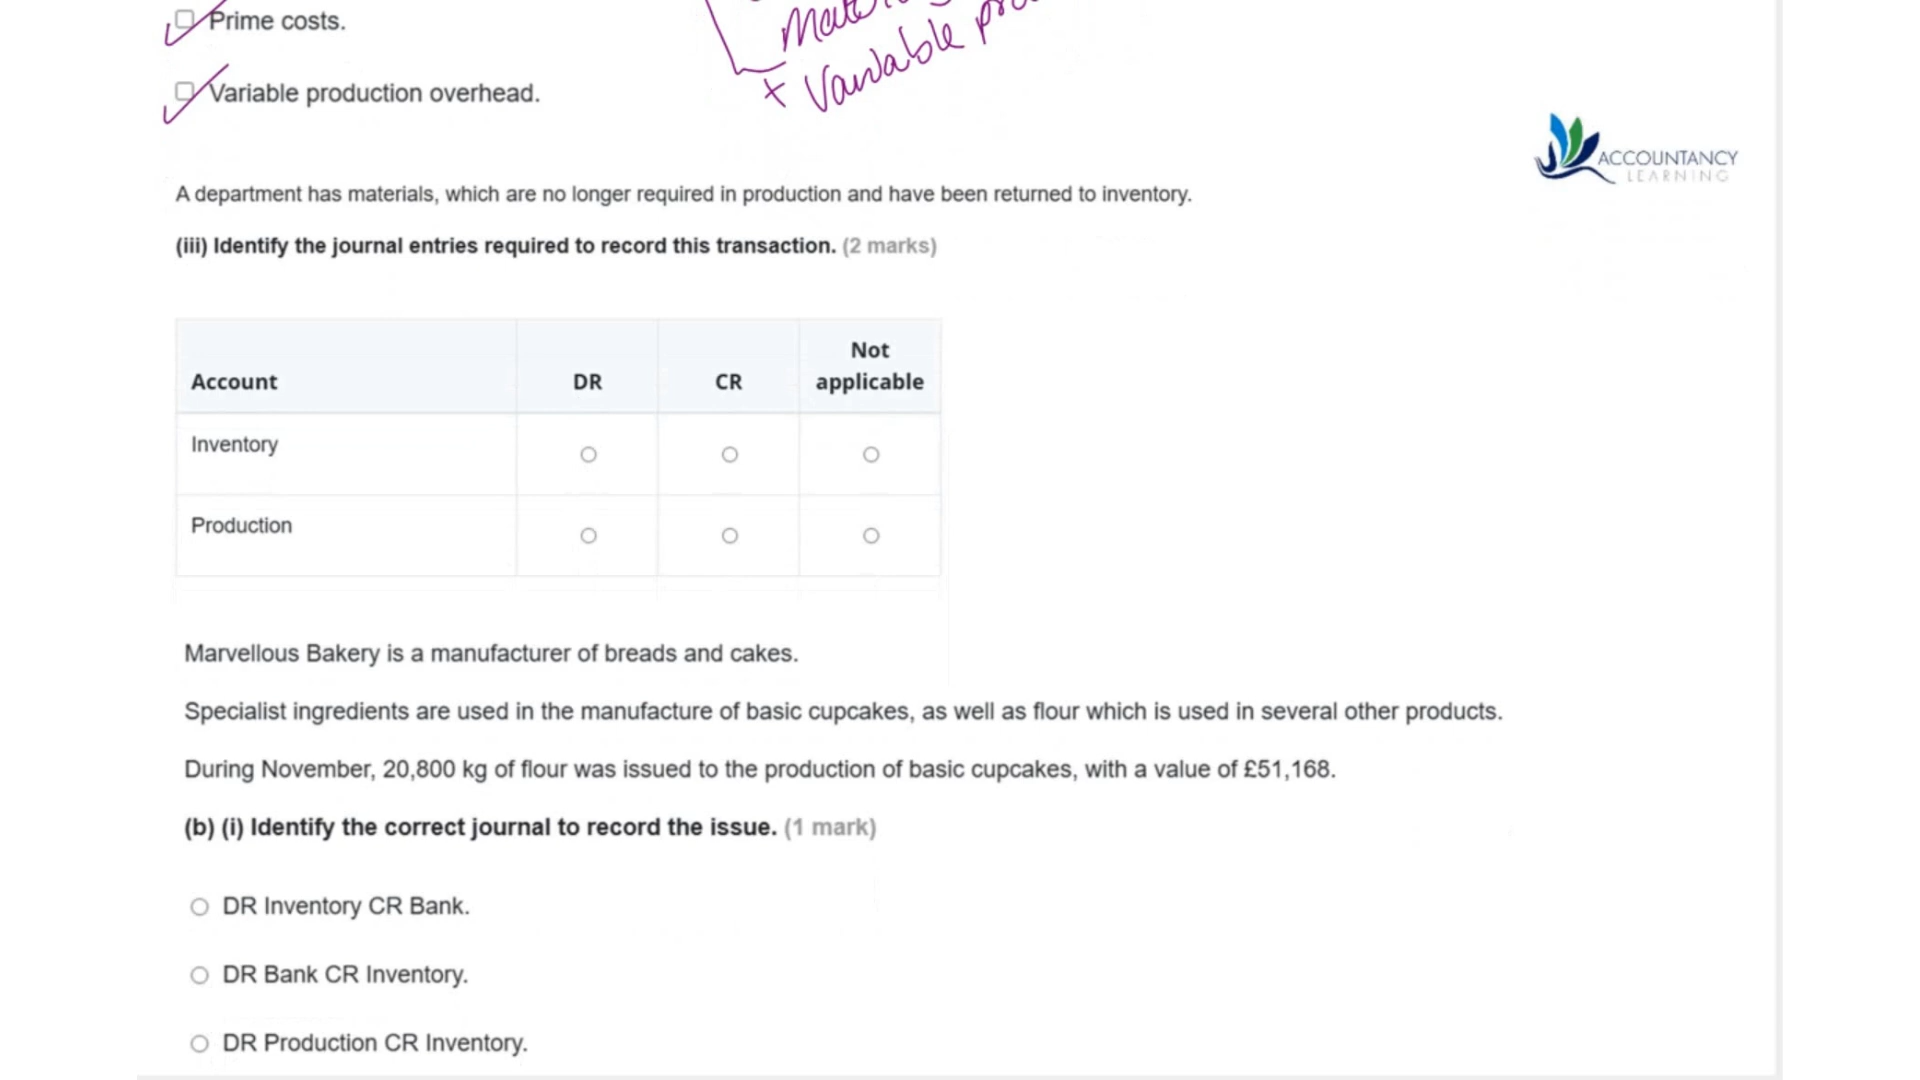 Prime costs.
Variable production overhead.
+ Variable
ACCOUNTANCY
LEARNING
A department has materials, which are no longer required in production and have been returned to inventory.
(iii) Identify the journal entries required to record this transaction. (2 marks)
Account DR CR Not applicable
Inventory
Production
Marvellous Bakery is a manufacturer of breads and cakes.
Specialist ingredients are used in the manufacture of basic cupcakes, as well as flour which is used in several other products.
During November, 20,800 kg of flour was issued to the production of basic cupcakes, with a value of £51,168.
(b) (i) Identify the correct journal to record the issue. (1 mark)
DR Inventory CR Bank.
DR Bank CR Inventory.
DR Production CR Inventory.